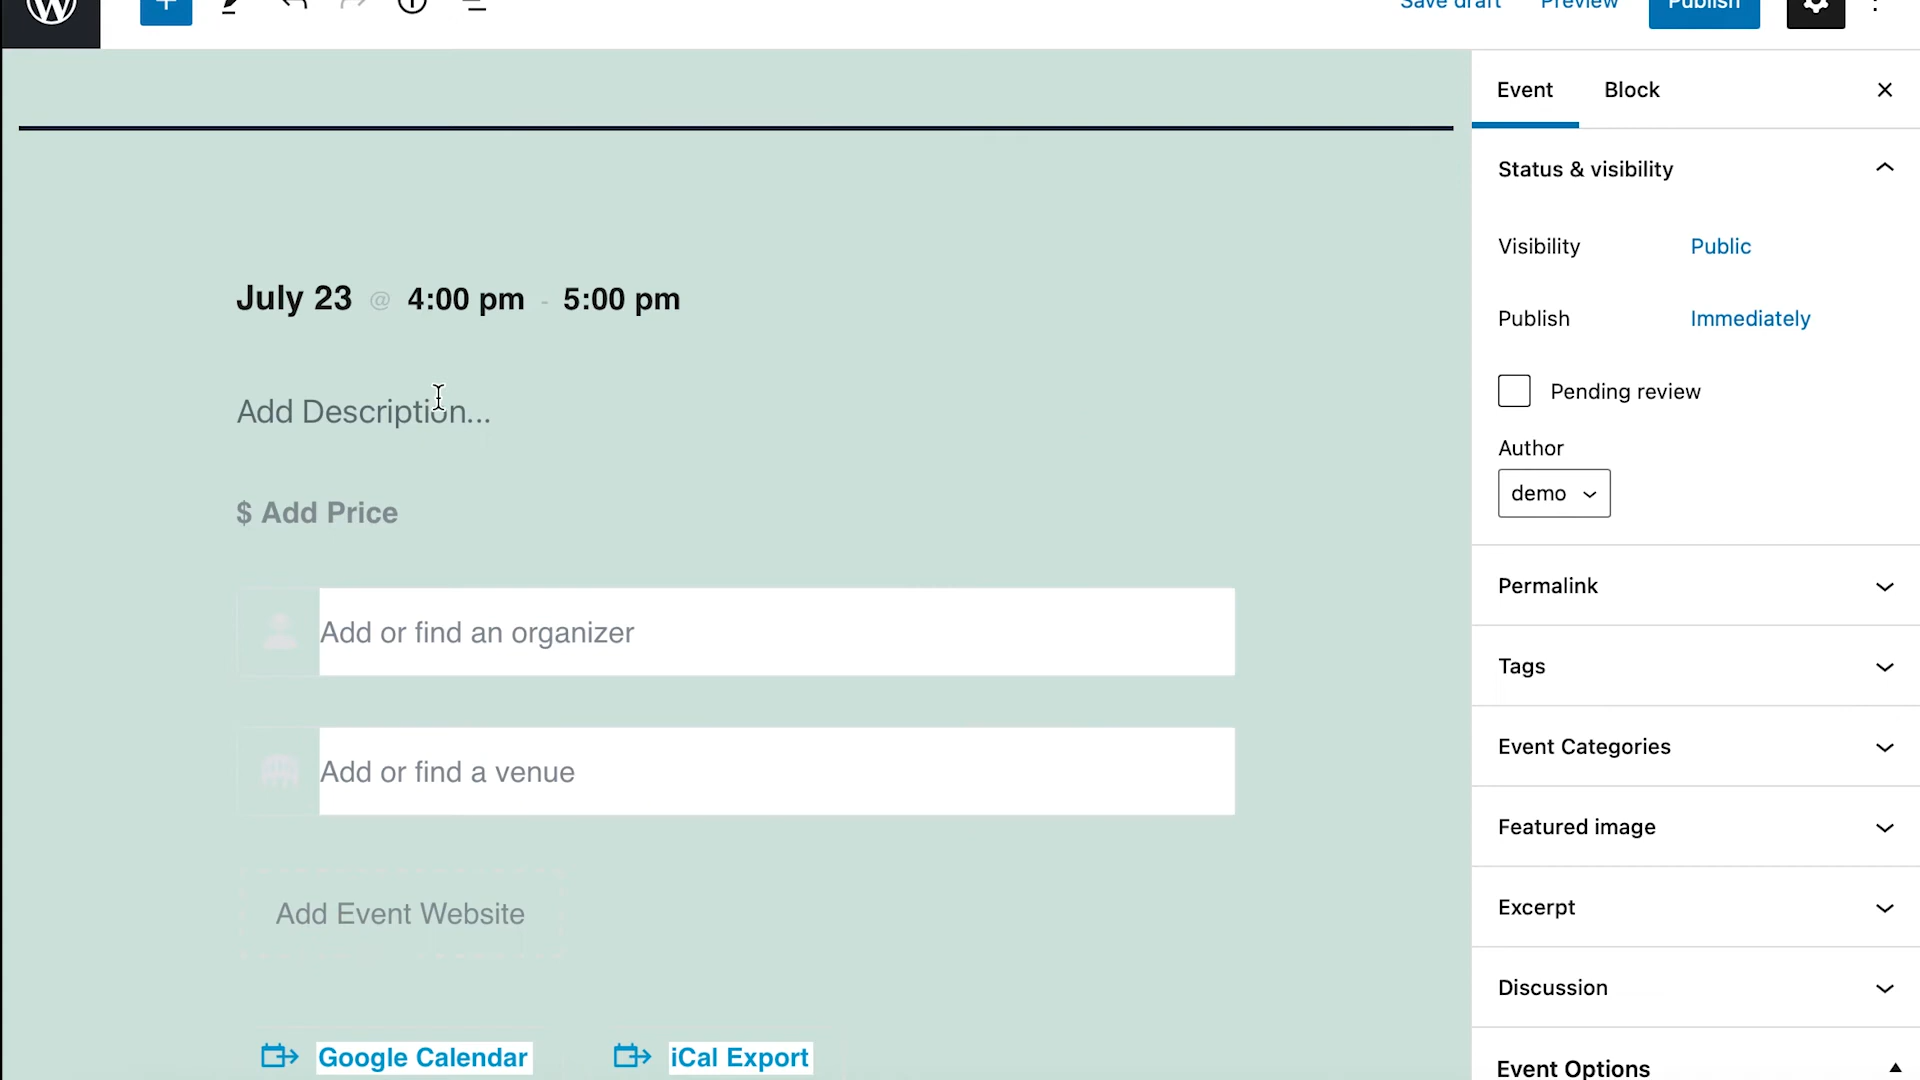 Save draft Preview Publish
Event Block
Status & visibility
Visibility Public
Publish Immediately
Pending review
Author
demo
Permalink
Tags
Event Categories
Featured image
Excerpt
Discussion
Event Options
July 23 @ 4:00 pm - 5:00 pm
Add Description...
$ Add Price
Add or find an organizer
Add or find a venue
Add Event Website
Google Calendar iCal Export